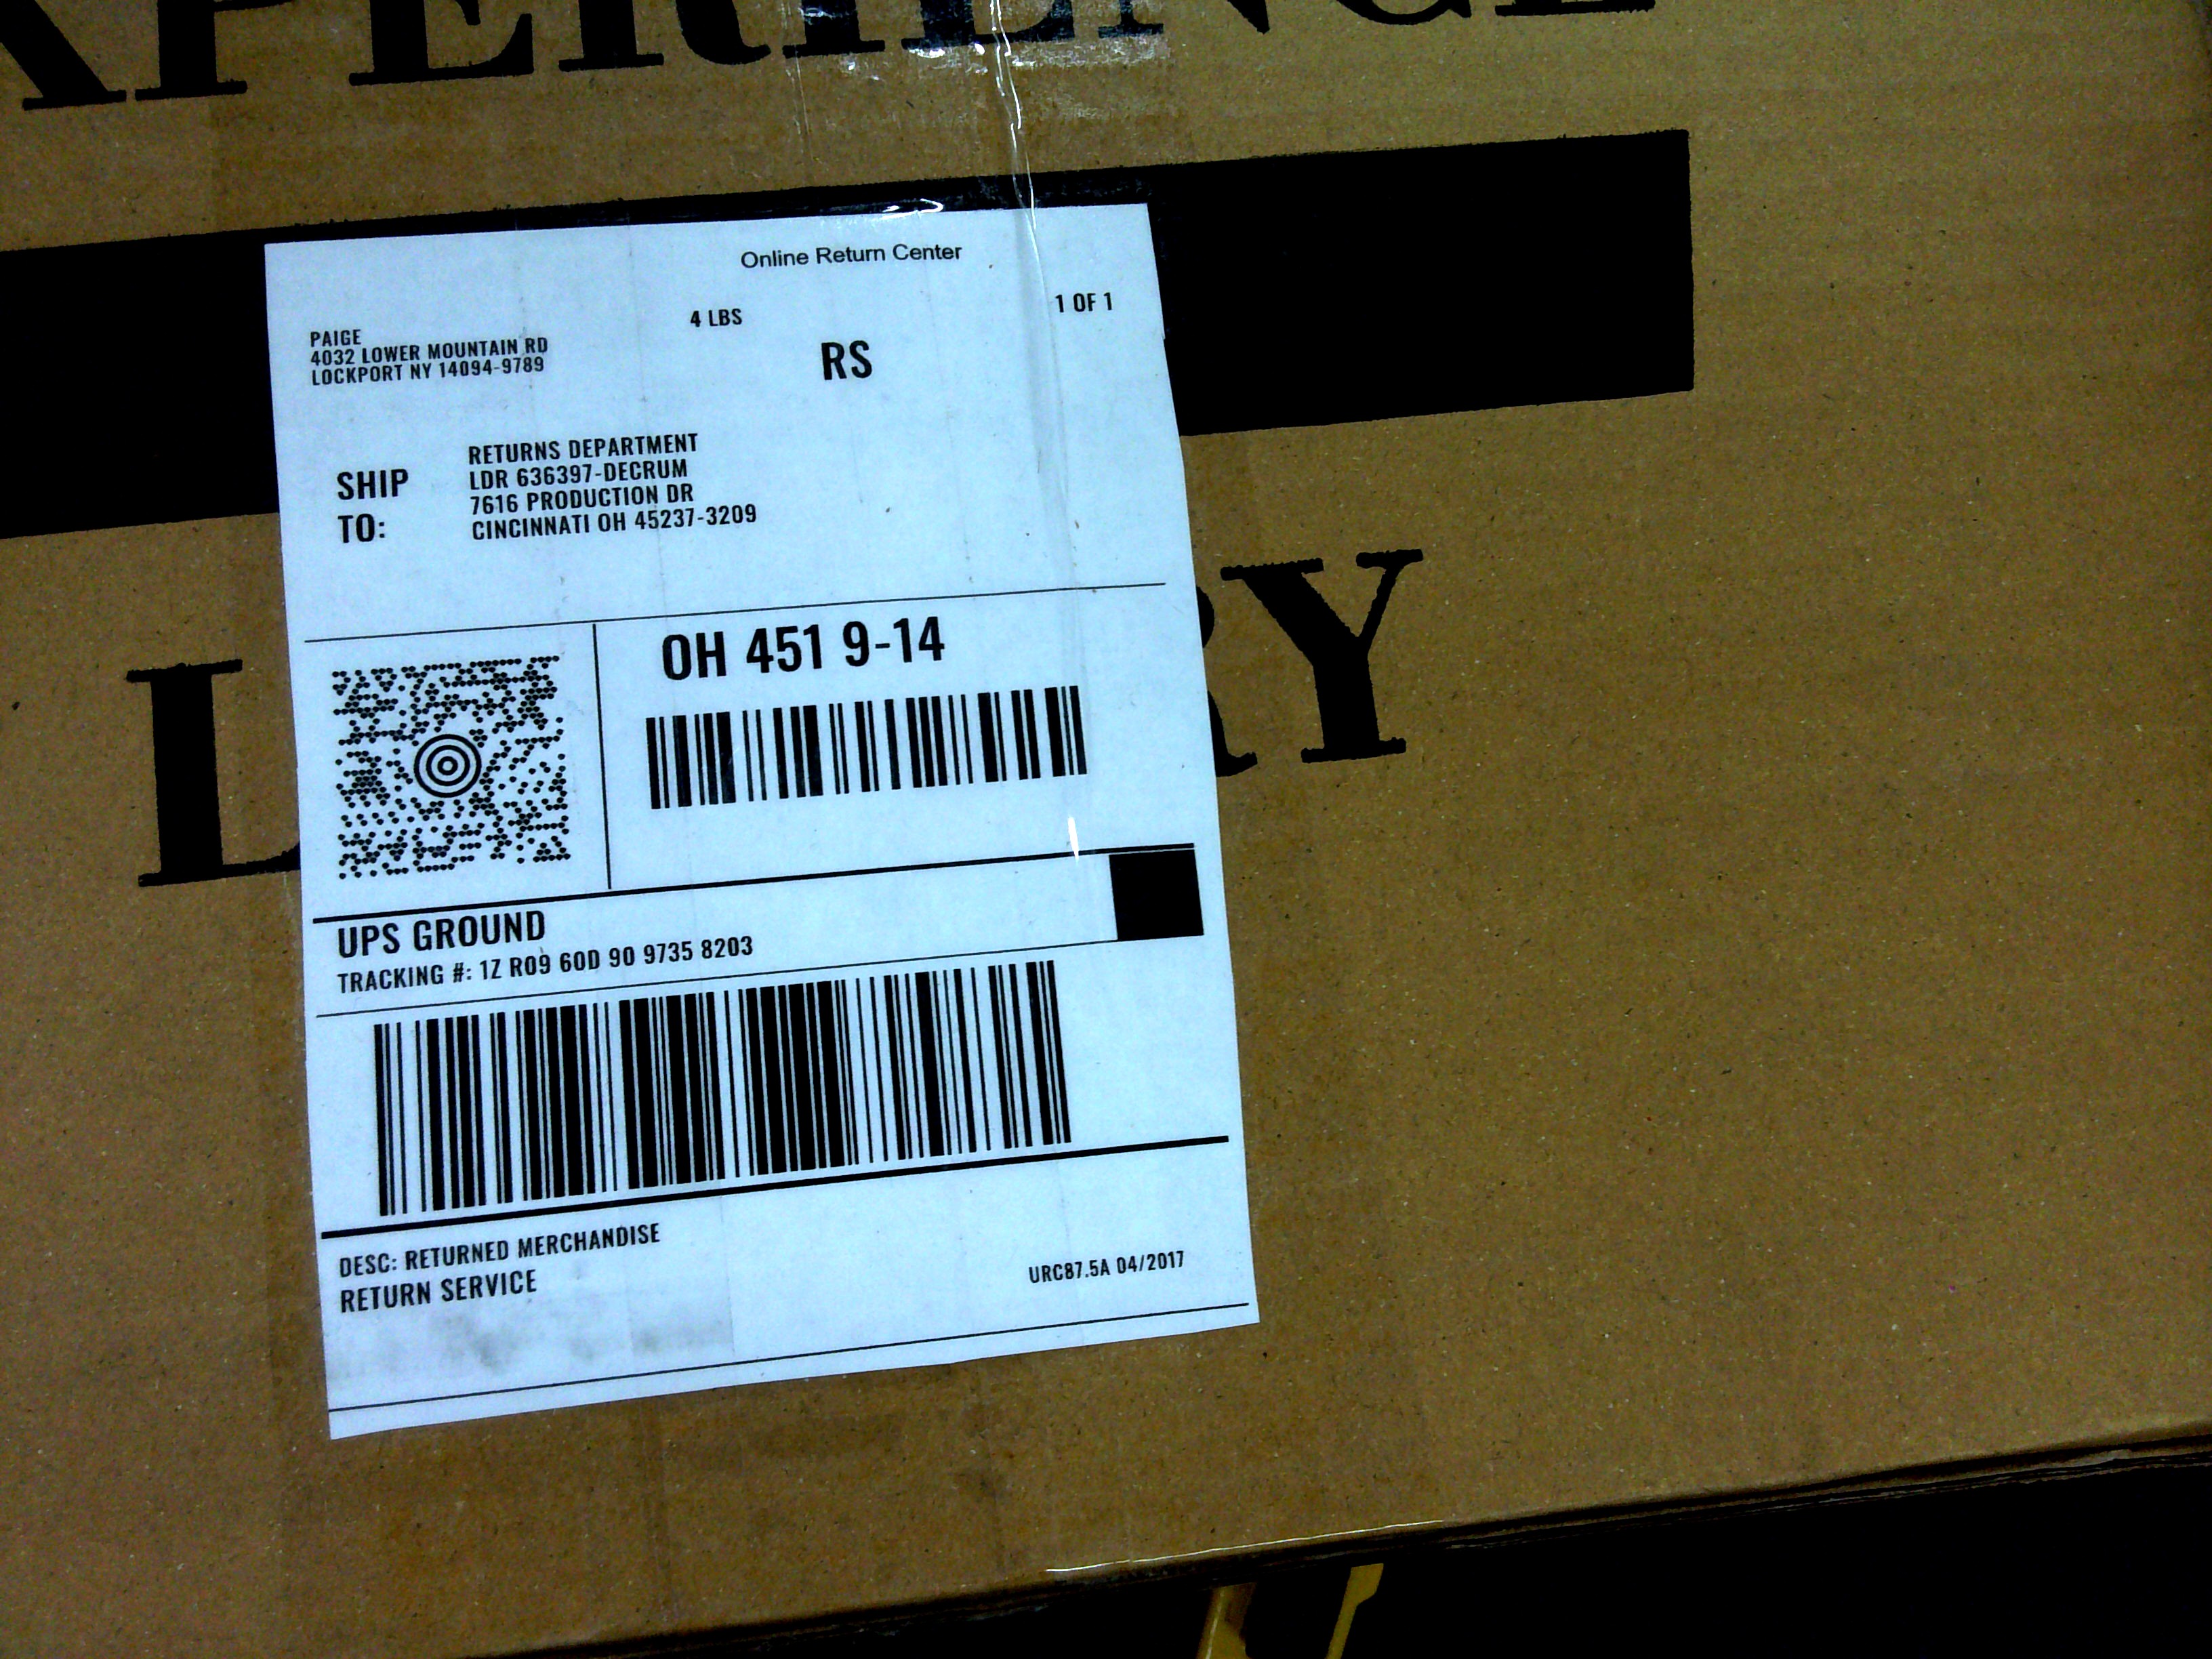 XPERIENCE
Online Return Center
4 LBS
1 OF 1
PAIGE
4032 LOWER MOUNTAIN RD
LOCKPORT NY 14094-9789
RS
SHIP TO:
RETURNS DEPARTMENT
LDR 636397-DECRUM
7616 PRODUCTION DR
CINCINNATI OH 45237-3209
OH 451 9-14
UPS GROUND
TRACKING #: 1Z R09 60D 90 9735 8203
DESC: RETURNED MERCHANDISE
RETURN SERVICE
URC87.5A 04/2017